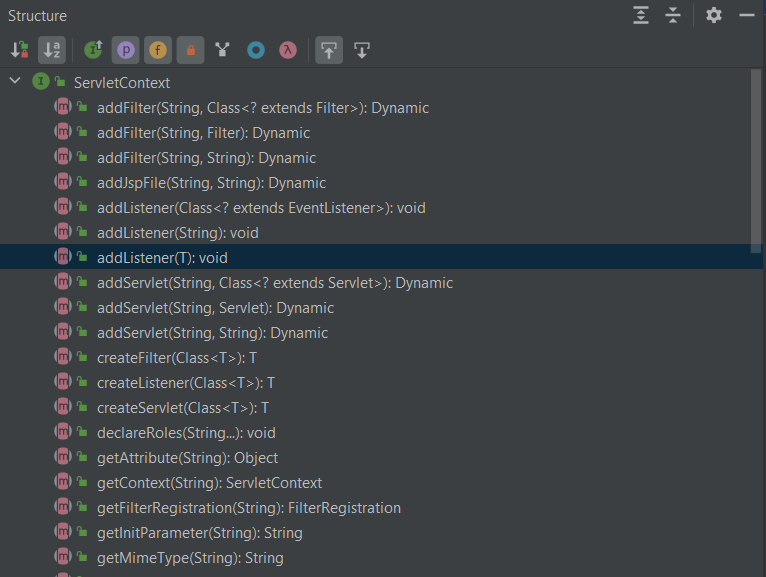 Structure
ServletContext
addFilter(String, Class<? extends Filter>): Dynamic
addFilter(String, Filter): Dynamic
addFilter(String, String): Dynamic
addJspFile(String, String): Dynamic
addListener(Class<? extends EventListener>): void
addListener(String): void
addListener(T): void
addServlet(String, Class<? extends Servlet>): Dynamic
addServlet(String, Servlet): Dynamic
addServlet(String, String): Dynamic
createFilter(Class<T>): T
createListener(Class<T>): T
createServlet(Class<T>): T
declareRoles(String...): void
getAttribute(String): Object
getContext(String): ServletContext
getFilterRegistration(String): FilterRegistration
getInitParameter(String): String
getMimeType(String): String